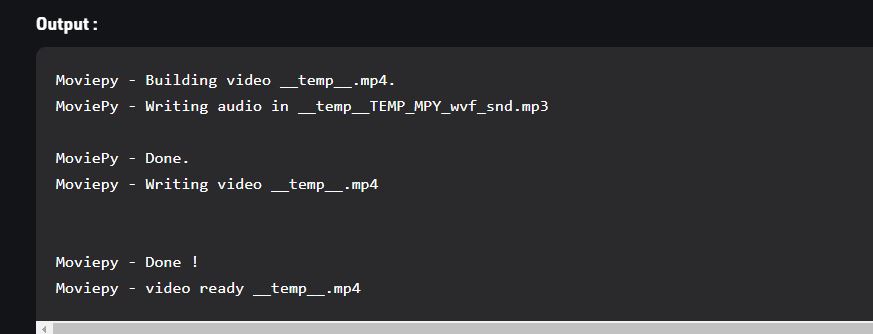 Output :
Moviepy - Building video __temp__.mp4.
MoviePy - Writing audio in __temp__TEMP_MPY_wvf_snd.mp3
MoviePy - Done.
Moviepy - Writing video __temp__.mp4
Moviepy - Done !
Moviepy - video ready __temp__.mp4